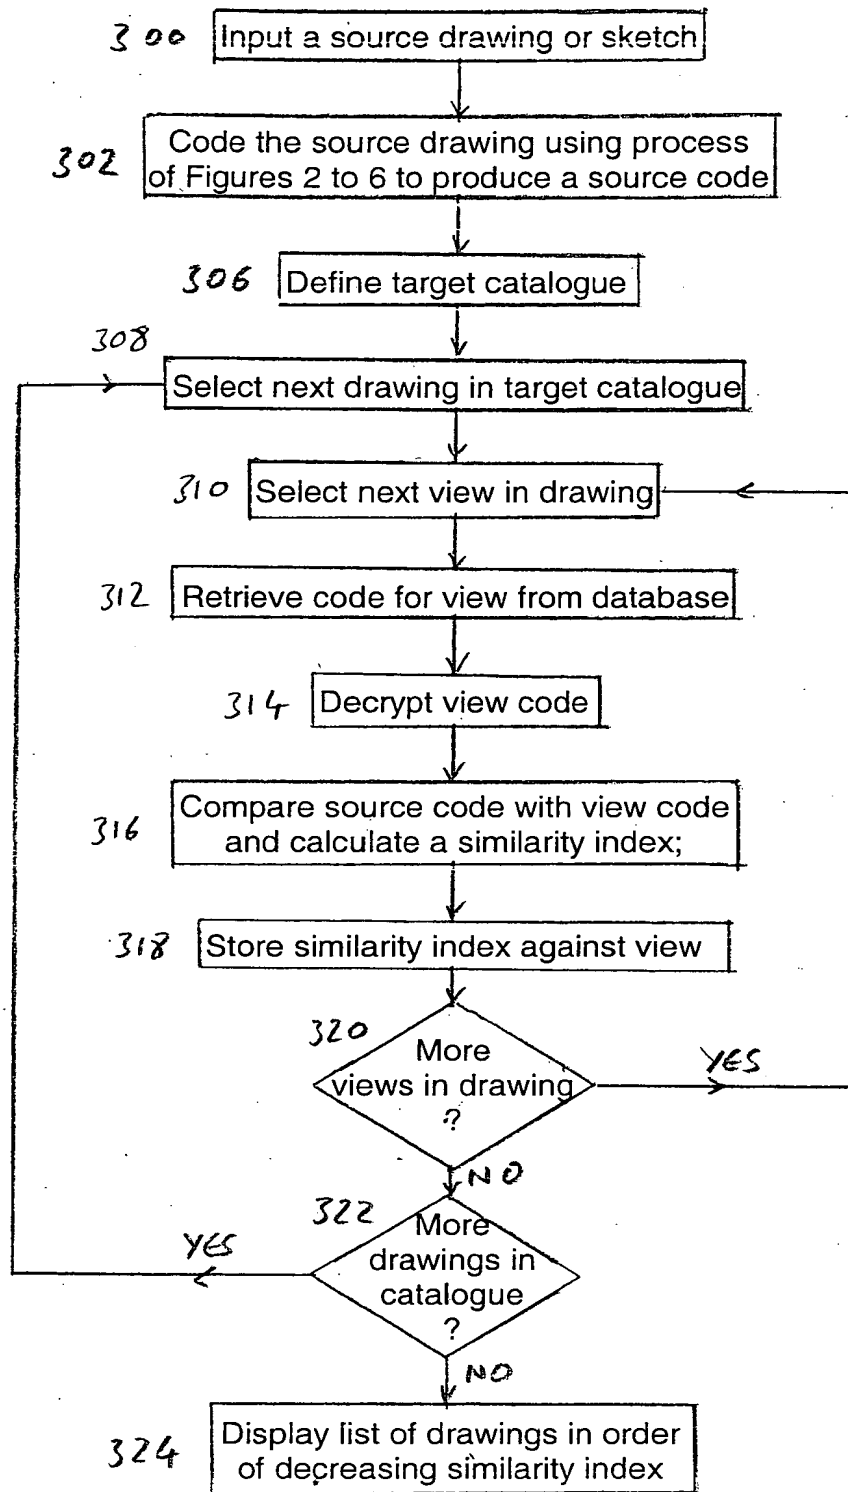 300 Input a source drawing or sketch
302 Code the source drawing using process
of Figures 2 to 6 to produce a source code
306 Define target catalogue
308
Select next drawing in target catalogue
310 Select next view in drawing
312 Retrieve code for view from database
314 Decrypt view code
316 Compare source code with view code
and calculate a similarity index;
318 Store similarity index against view
320
More
views in drawing
?
YES
NO
322
More
drawings in
catalogue
?
YES
NO
324 Display list of drawings in order
of decreasing similarity index